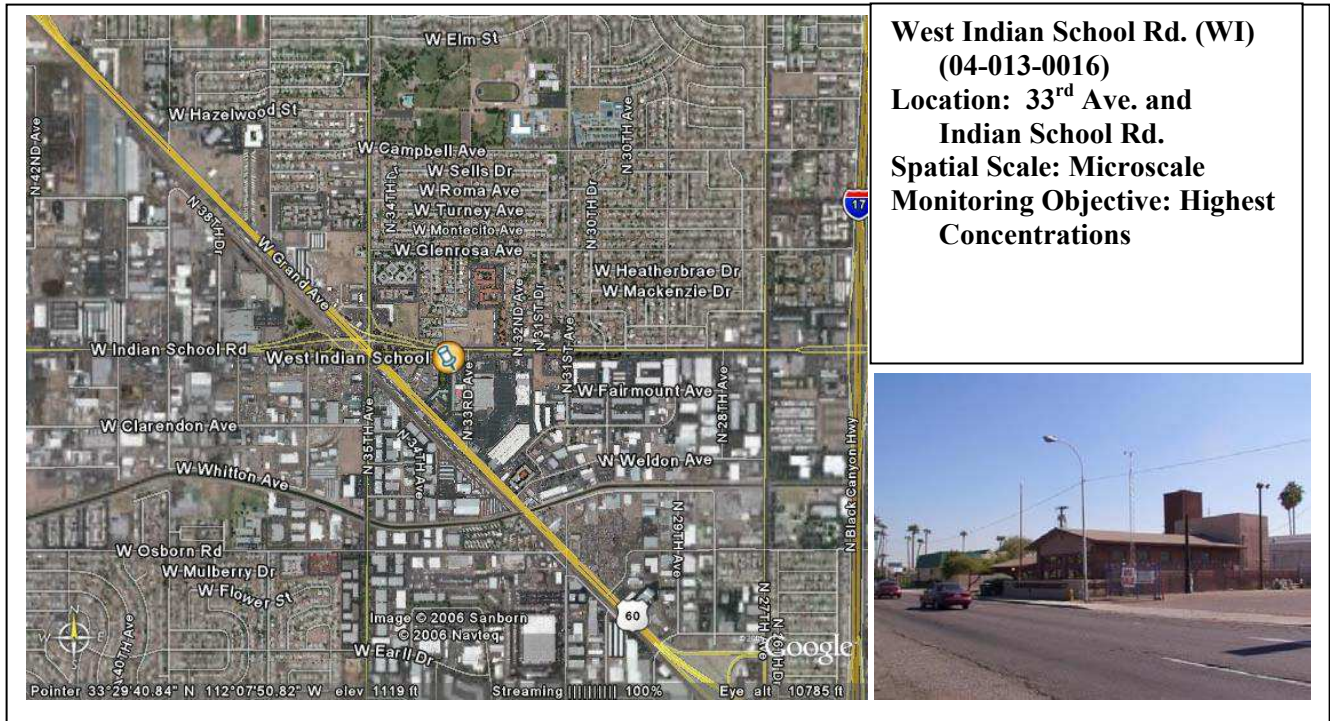 W Elm St
W Hazelwood St
N 42ND Ave
N 30TH Ave
W Campbell Ave
W Sells Dr
W Roma Ave
W Turney Ave
W Montecito Ave
W Glenrosa Ave
N 34TH D
N 30TH Dr
17
N 38TH Dr
W Grand Ave
W Heatherbrae Dr
W Mackenzie Dr
N 32ND Ave
N 31ST Dr
N 31ST Ave
W Indian School Rd
West Indian School
W Fairmount Ave
N 33RD Ave
N 28TH Ave
W Clarendon Ave
N 35TH Ave
N 34TH Ave
W Weldon Ave
W Whitton Ave
N Black Canyon Hwy
N 29TH Ave
W Osborn Rd
W Mulberry Dr
W Flower St
N
W E
S
Image © 2006 Sanborn
© 2006 Navteq
60
N 27TH Ave
N 26TH Dr
Google
N 40TH Ave
W Earll Dr
Pointer 33°29'40.84" N 112°07'50.82" W elev 1119 ft Streaming |||||||||| 100% Eye alt 10785 ft
West Indian School Rd. (WI)
(04-013-0016)
Location: 33rd Ave. and
Indian School Rd.
Spatial Scale: Microscale
Monitoring Objective: Highest
Concentrations